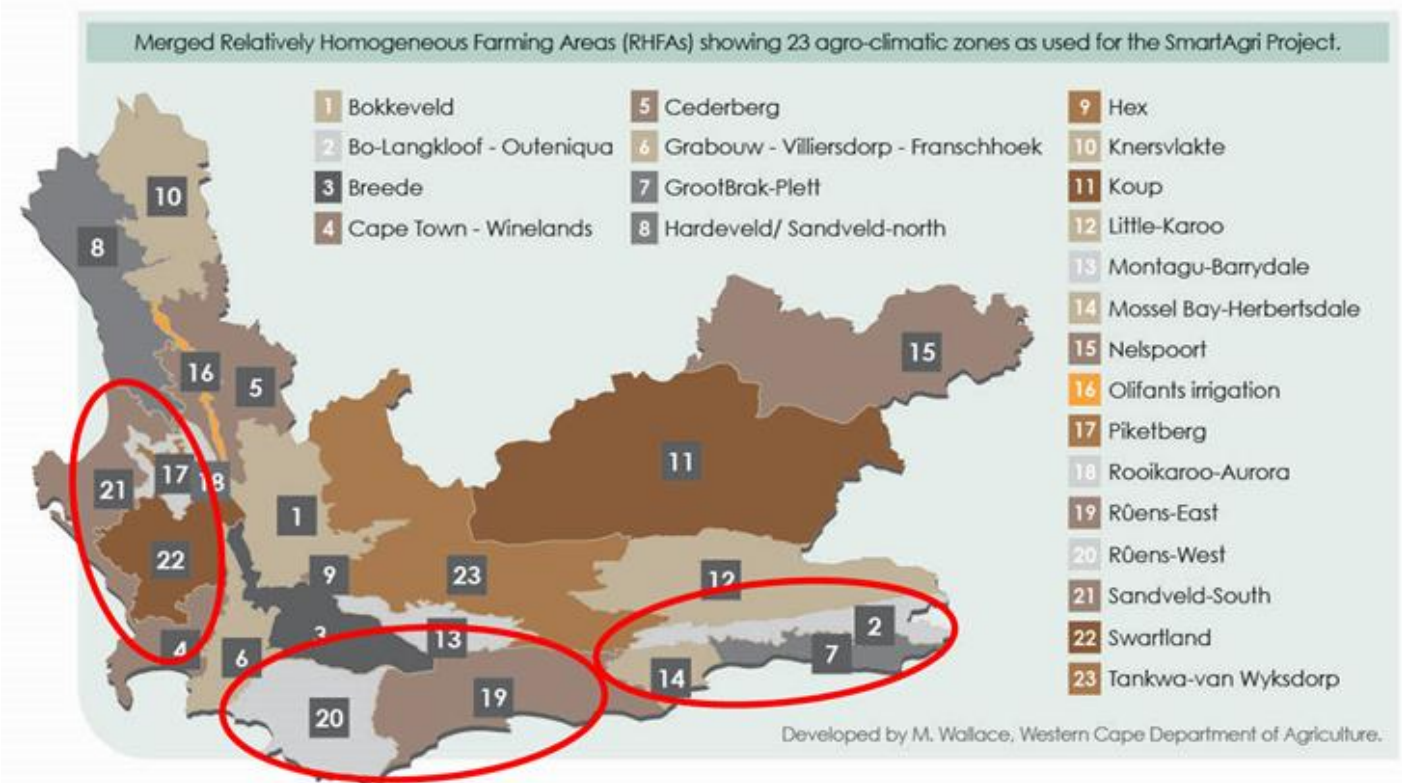 Merged Relatively Homogeneous Farming Areas (RHFAs) showing 23 agro-climatic zones as used for the SmartAgri Project.
1 Bokkeveld
2 Bo-Langkloof - Outeniqua
3 Breede
4 Cape Town - Winelands
5 Cederberg
6 Grabouw - Villiersdorp - Franschhoek
7 GrootBrak-Plett
8 Hardeveld/ Sandveld-north
9 Hex
10 Knersvlakte
11 Koup
12 Little-Karoo
13 Montagu-Barrydale
14 Mossel Bay-Herbertsdale
15 Nelspoort
16 Olifants irrigation
17 Piketberg
18 Rooikaroo-Aurora
19 Rûens-East
20 Rûens-West
21 Sandveld-South
22 Swartland
23 Tankwa-van Wyksdorp
10
8
15
16
5
11
17
18
21
1
22
9
23
12
3
13
2
4
6
7
14
19
20
Developed by M. Wallace, Western Cape Department of Agriculture.